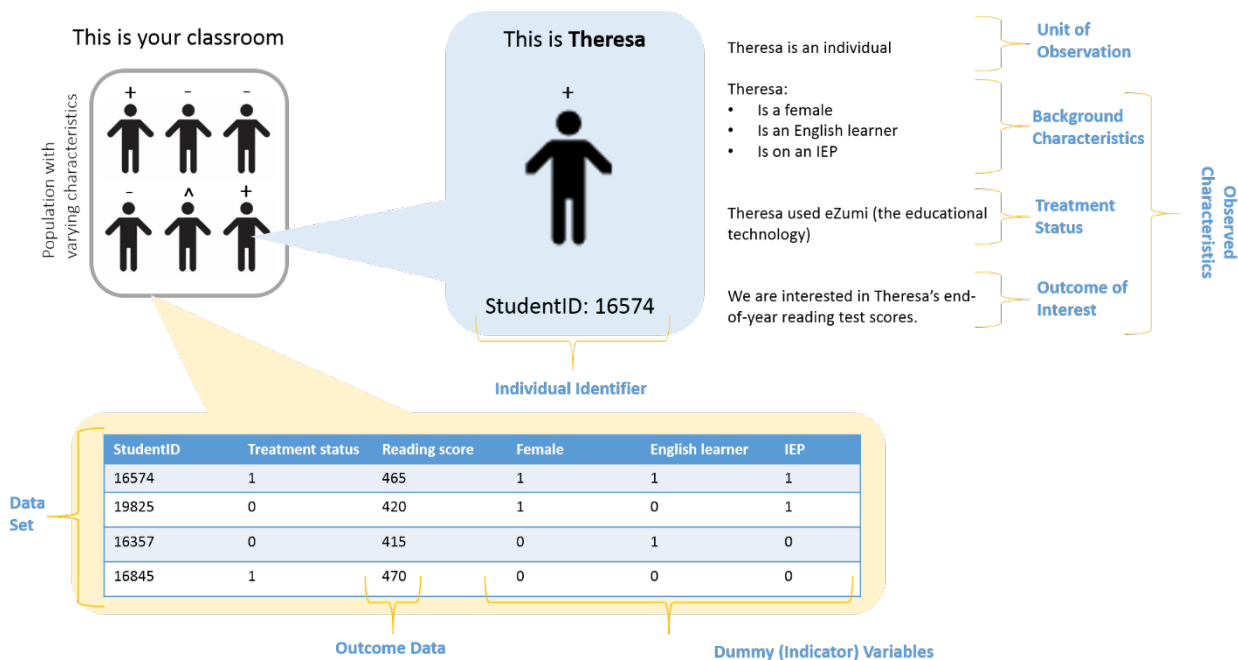 This is your classroom
Population with
varying characteristics
+ - -
- ^ +
This is Theresa
+
StudentID: 16574
Individual Identifier
Theresa is an individual
Unit of
Observation
Theresa:
• Is a female
• Is an English learner
• Is on an IEP
Background
Characteristics
Theresa used eZumi (the educational
technology)
Treatment
Status
We are interested in Theresa's end-
of-year reading test scores.
Outcome of
Interest
Observed
Characteristics
Data
Set
StudentID Treatment status Reading score Female English learner IEP
16574 1 465 1 1 1
19825 0 420 1 0 1
16357 0 415 0 1 0
16845 1 470 0 0 0
Outcome Data
Dummy (Indicator) Variables